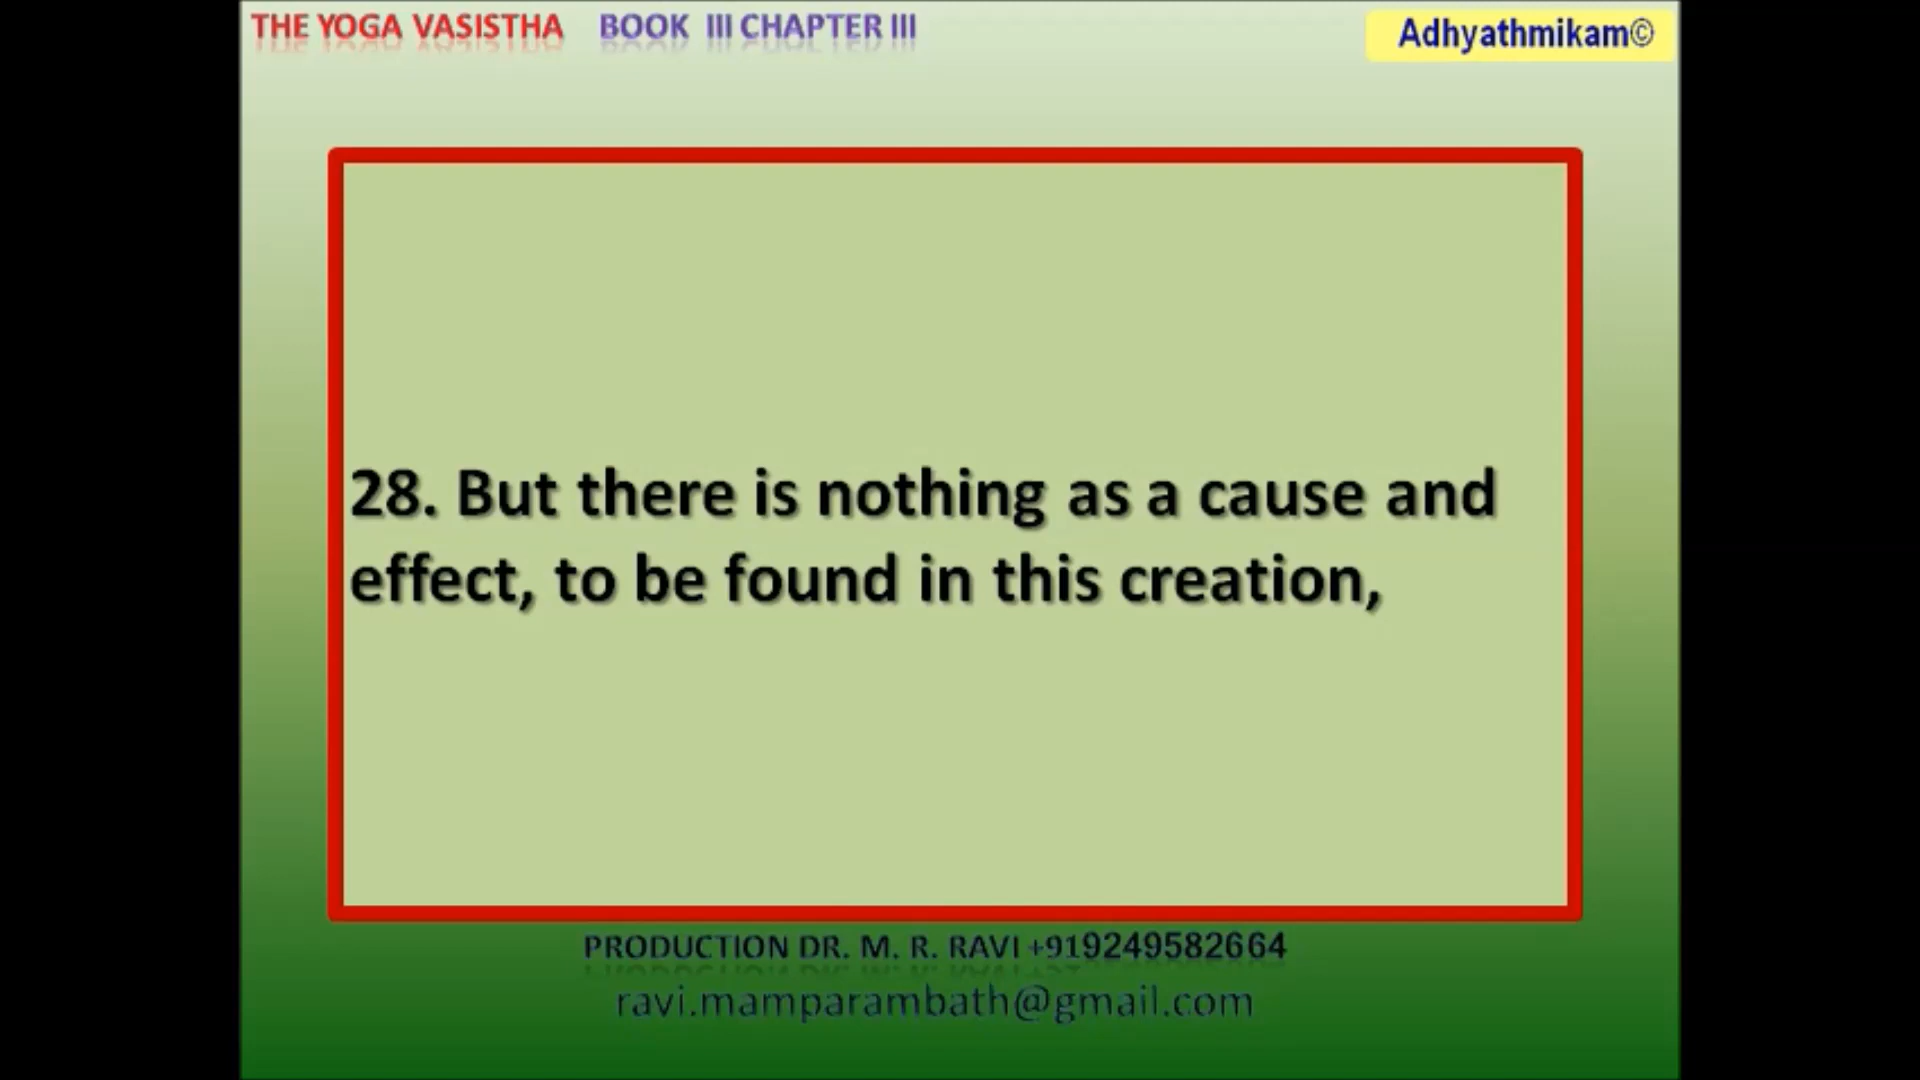 THE YOGA VASISTHA BOOK III CHAPTER III
Adhyathmikam©
28. But there is nothing as a cause and
effect, to be found in this creation,
PRODUCTION DR. M. R. RAVI +919249582664
ravi.mamparambath@gmail.com